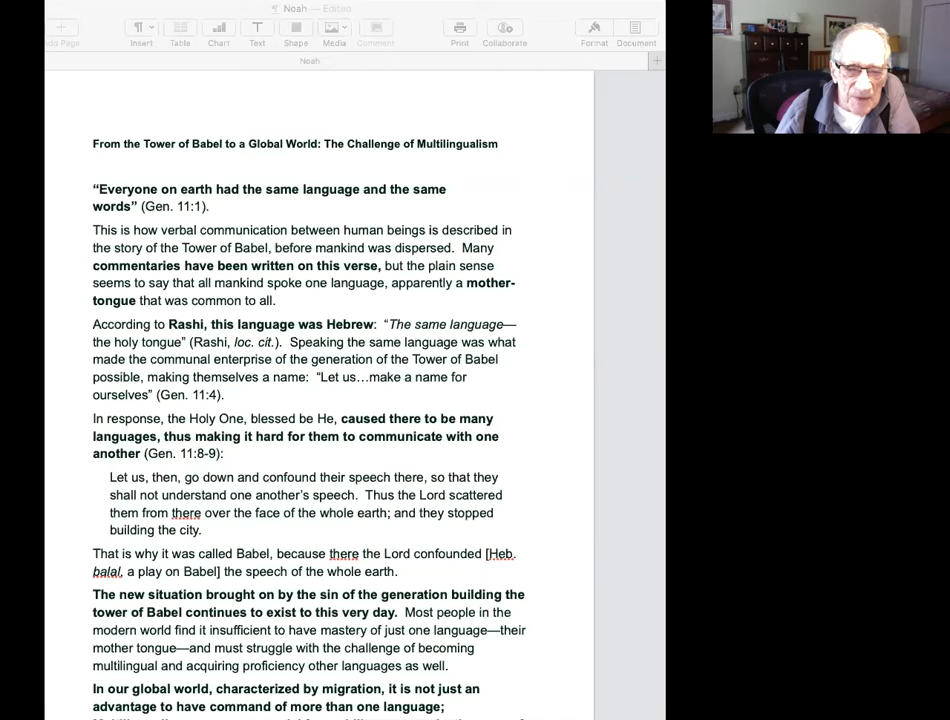 Noah — Edited
Add Page
Insert
Table
Chart
Text
Shape
Media
Comment
Print
Collaborate
Format
Document
Noah
From the Tower of Babel to a Global World: The Challenge of Multilingualism
“Everyone on earth had the same language and the same
words” (Gen. 11:1).
This is how verbal communication between human beings is described in
the story of the Tower of Babel, before mankind was dispersed.  Many
commentaries have been written on this verse, but the plain sense
seems to say that all mankind spoke one language, apparently a mother-
tongue that was common to all.
According to Rashi, this language was Hebrew:  “The same language—
the holy tongue” (Rashi, loc. cit.).  Speaking the same language was what
made the communal enterprise of the generation of the Tower of Babel
possible, making themselves a name:  “Let us…make a name for
ourselves” (Gen. 11:4).
In response, the Holy One, blessed be He, caused there to be many
languages, thus making it hard for them to communicate with one
another (Gen. 11:8-9):
Let us, then, go down and confound their speech there, so that they
shall not understand one another’s speech.  Thus the Lord scattered
them from there over the face of the whole earth; and they stopped
building the city.
That is why it was called Babel, because there the Lord confounded [Heb.
balal, a play on Babel] the speech of the whole earth.
The new situation brought on by the sin of the generation building the
tower of Babel continues to exist to this very day.  Most people in the
modern world find it insufficient to have mastery of just one language—their
mother tongue—and must struggle with the challenge of becoming
multilingual and acquiring proficiency other languages as well.
In our global world, characterized by migration, it is not just an
advantage to have command of more than one language;